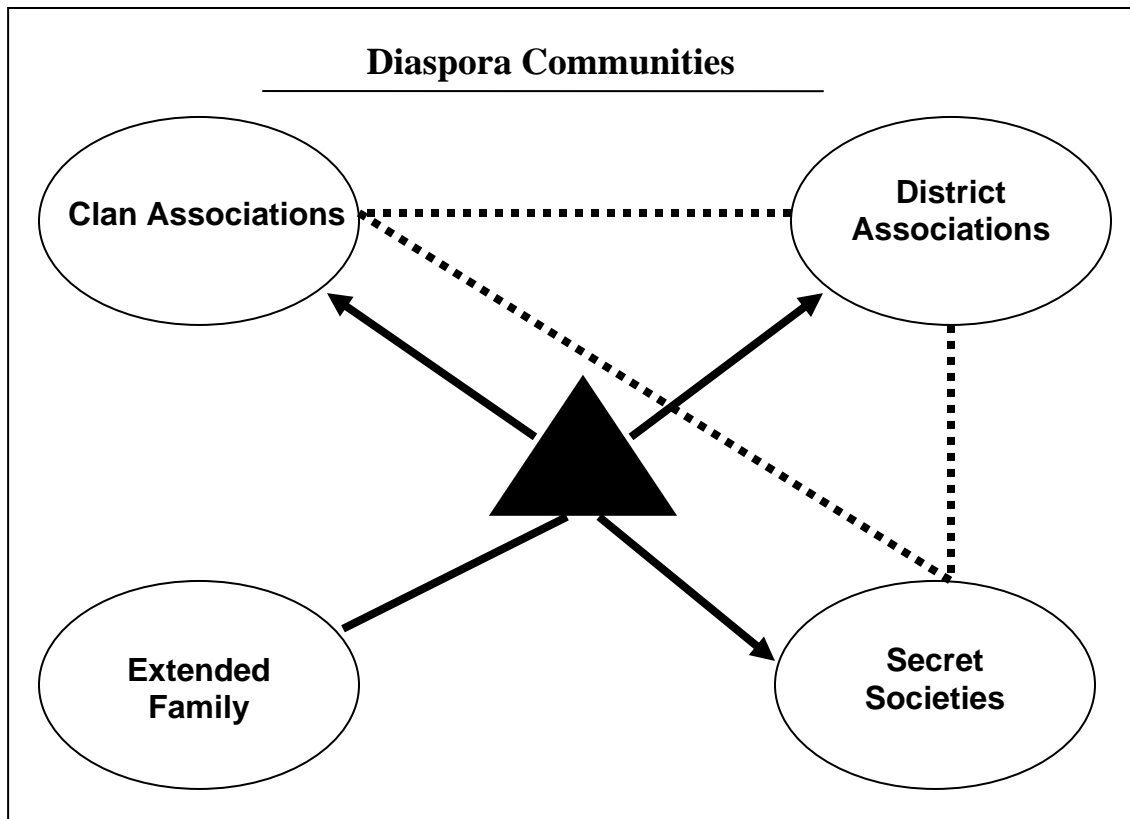 Diaspora Communities
Clan Associations
District
Associations
Extended
Family
Secret
Societies